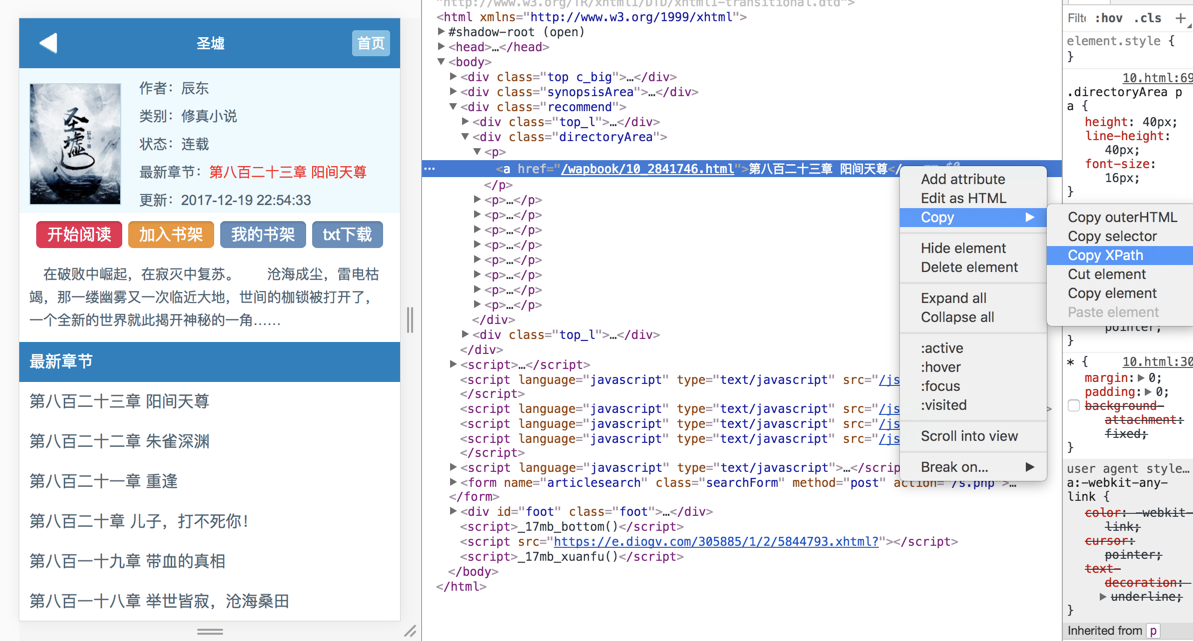 圣墟
首页
圣墟
作者：辰东
类别：修真小说
状态：连载
最新章节：第八百二十三章 阳间天尊
更新：2017-12-19 22:54:33
开始阅读 加入书架 我的书架 txt下载
在破败中崛起，在寂灭中复苏。 沧海成尘，雷电枯
竭，那一缕幽雾又一次临近大地，世间的枷锁被打开了，
一个全新的世界就此揭开神秘的一角……
最新章节
第八百二十三章 阳间天尊
第八百二十二章 朱雀深渊
第八百二十一章 重逢
第八百二十章 儿子，打不死你！
第八百一十九章 带血的真相
第八百一十八章 举世皆寂，沧海桑田
"http://www.w3.org/TR/xhtml1/DTD/xhtml1-transitional.dtd">
<html xmlns="http://www.w3.org/1999/xhtml">
▶#shadow-root (open)
▶<head>…</head>
▼<body>
▶<div class="top c_big">…</div>
▶<div class="synopsisArea">…</div>
▼<div class="recommend">
▶<div class="top_l">…</div>
▼<div class="directoryArea">
▼<p>
<a href="/wapbook/10_2841746.html">第八百二十三章 阳间天尊</a> == $0
</p>
▶<p>…</p>
▶<p>…</p>
▶<p>…</p>
▶<p>…</p>
▶<p>…</p>
▶<p>…</p>
▶<p>…</p>
▶<p>…</p>
</div>
▶<div class="top_l">…</div>
</div>
▶<script>…</script>
<script language="javascript" type="text/javascript" src="/js
</script>
<script language="javascript" type="text/javascript" src="/js
<script language="javascript" type="text/javascript" src="/js
<script language="javascript" type="text/javascript" src="/js
</script>
▶<script language="javascript" type="text/javascript">…</scrip
▶<form name="articlesearch" class="searchForm" method="post" action="/s.php">…
</form>
▶<div id="foot" class="foot">…</div>
<script>_17mb_bottom()</script>
<script src="https://e.diogv.com/305885/1/2/5844793.xhtml?"></script>
<script>_17mb_xuanfu()</script>
</body>
</html>
Add attribute
Edit as HTML
Copy ▶
Hide element
Delete element
Expand all
Collapse all
:active
:hover
:focus
:visited
Scroll into view
Break on... ▶
Copy outerHTML
Copy selector
Copy XPath
Cut element
Copy element
Paste element
Filte :hov .cls +
element.style {
}
10.html:69
.directoryArea p
a {
height: 40px;
line-height:
40px;
font-size:
16px;
}
pointer;
}
* { 10.html:30
margin:▶ 0;
padding:▶ 0;
background-
attachment:
fixed;
}
user agent style…
a:-webkit-any-
link {
color: -webkit-
link;
cursor:
pointer;
text-
decoration:
▶ underline;
}
Inherited from p